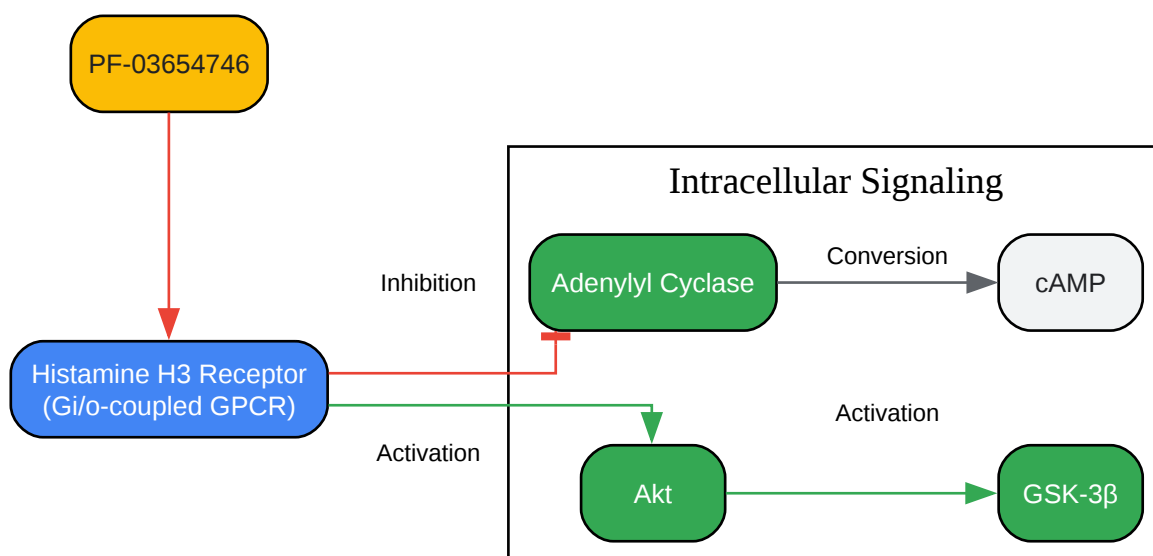 PF-03654746
Intracellular Signaling
Inhibition
Adenylyl Cyclase
Conversion
cAMP
Histamine H3 Receptor
(Gi/o-coupled GPCR)
Activation
Akt
Activation
GSK-3β